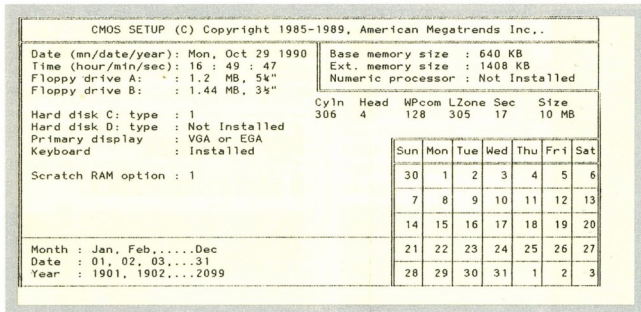 CMOS SETUP (C) Copyright 1985-1989, American Megatrends Inc,.
Date (mn/date/year): Mon, Oct 29 1990
Time (hour/min/sec): 16 : 49 : 47
Floppy drive A: : 1.2 MB, 5¼"
Floppy drive B: : 1.44 MB, 3½"
Base memory size : 640 KB
Ext. memory size : 1408 KB
Numeric processor : Not Installed
Cyln Head WPcom LZone Sec Size
Hard disk C: type : 1 306 4 128 305 17 10 MB
Hard disk D: type : Not Installed
Primary display : VGA or EGA
Keyboard : Installed
Scratch RAM option : 1
Sun Mon Tue Wed Thu Fri Sat
30 1 2 3 4 5 6
7 8 9 10 11 12 13
14 15 16 17 18 19 20
21 22 23 24 25 26 27
28 29 30 31 1 2 3
Month : Jan, Feb,.....Dec
Date : 01, 02, 03,...31
Year : 1901, 1902,...2099